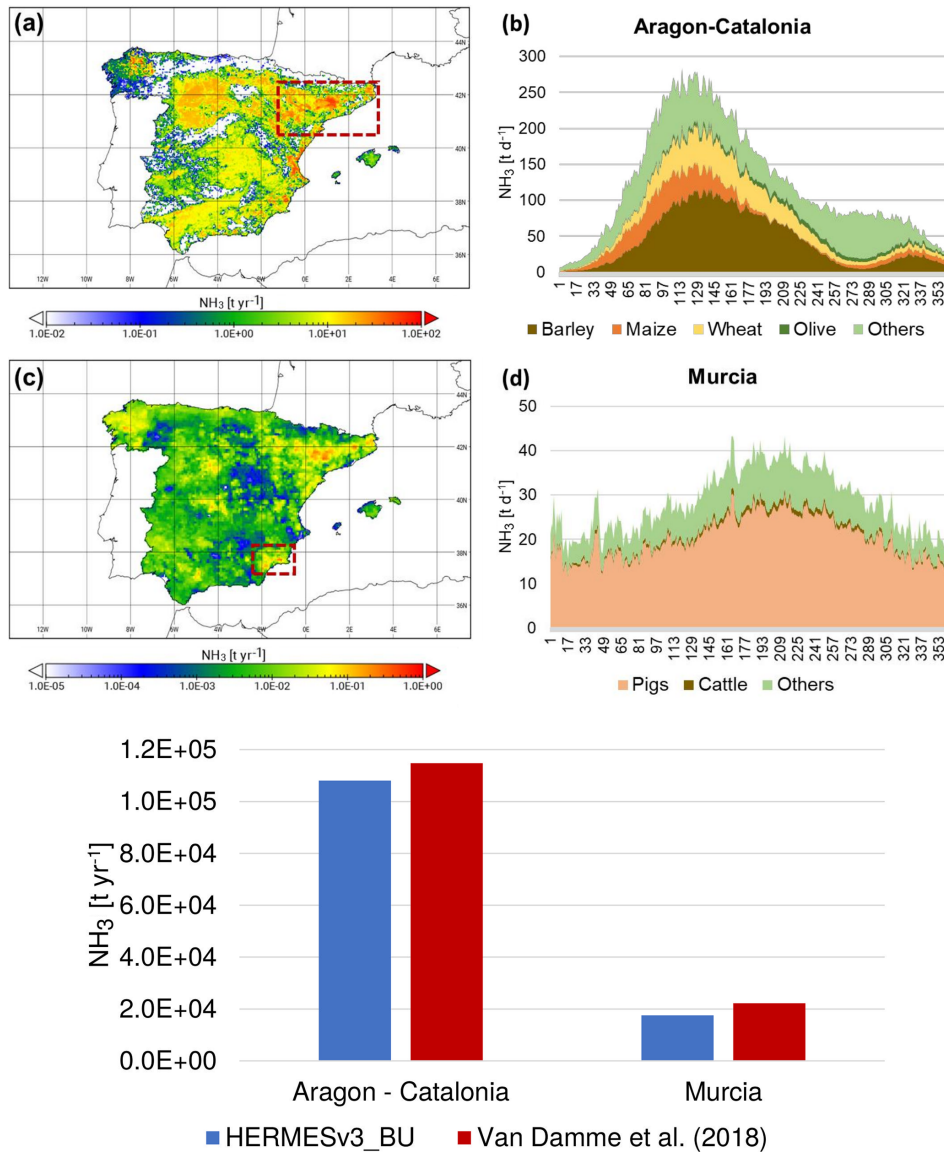 (a)
44N
42N
40N
38N
36N
12W 10W 8W 6W 4W 2W 0E 2E 4E 6E
NH3 [t yr-1]
1.0E-02 1.0E-01 1.0E+00 1.0E+01 1.0E+02
(b) Aragon-Catalonia
NH3 [t d-1]
300
250
200
150
100
50
0
1 17 33 49 65 81 97 113 129 145 161 177 193 209 225 241 257 273 289 305 321 337 353
Barley Maize Wheat Olive Others
(c)
44N
42N
40N
38N
36N
12W 10W 8W 6W 4W 2W 0E 2E 4E 6E
NH3 [t yr-1]
1.0E-05 1.0E-04 1.0E-03 1.0E-02 1.0E-01 1.0E+00
(d) Murcia
NH3 [t d-1]
50
40
30
20
10
0
1 17 33 49 65 81 97 113 129 145 161 177 193 209 225 241 257 273 289 305 321 337 353
Pigs Cattle Others
NH3 [t yr-1]
1.2E+05
1.0E+05
8.0E+04
6.0E+04
4.0E+04
2.0E+04
0.0E+00
Aragon - Catalonia Murcia
HERMESv3_BU Van Damme et al. (2018)